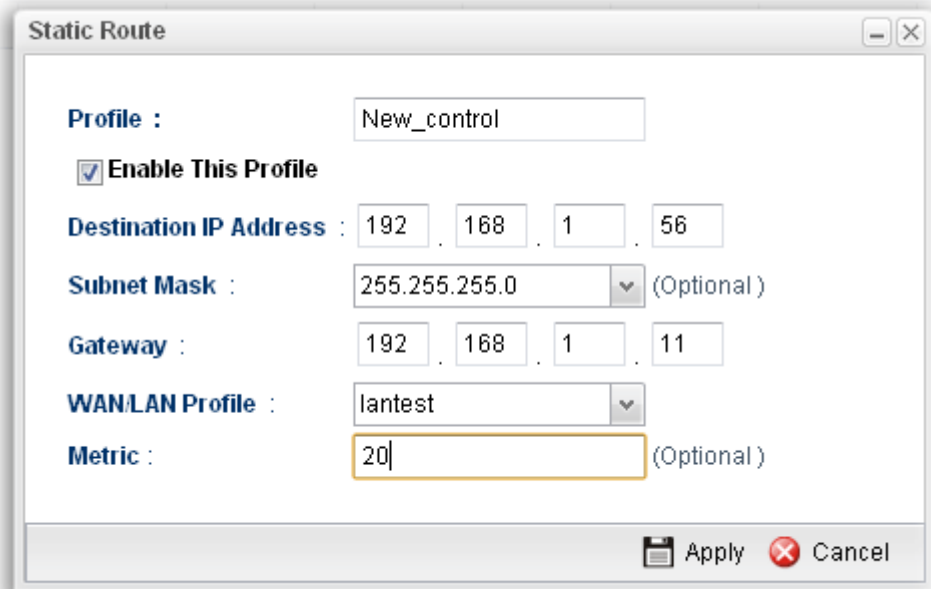 Static Route
Profile : New_control
Enable This Profile
Destination IP Address : 192 . 168 . 1 . 56
Subnet Mask : 255.255.255.0 (Optional )
Gateway : 192 . 168 . 1 . 11
WAN/LAN Profile : lantest
Metric : 20 (Optional )
Apply Cancel